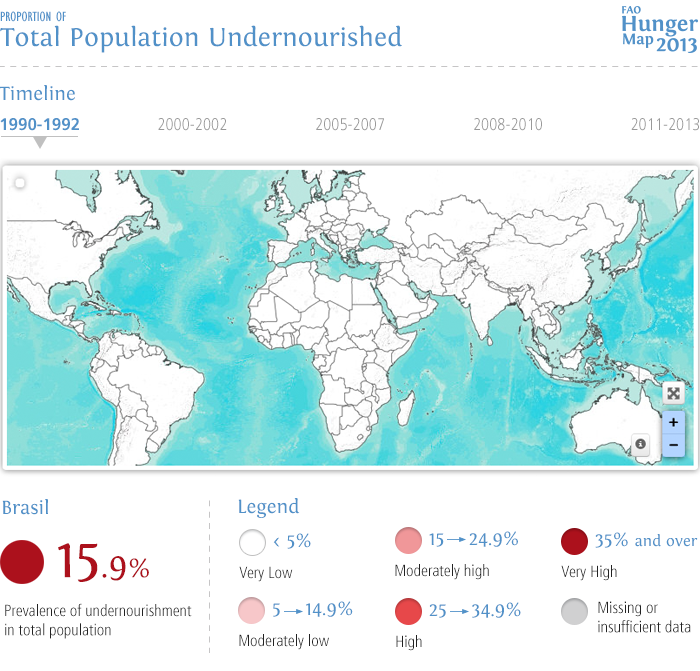 PROPORTION OF
Total Population Undernourished
FAO
Hunger
Map 2013
Timeline
1990-1992
2000-2002
2005-2007
2008-2010
2011-2013
+
−
i
Brasil
15.9%
Prevalence of undernourishment
in total population
Legend
< 5%
Very Low
15→24.9%
Moderately high
35% and over
Very High
5→14.9%
Moderately low
25→34.9%
High
Missing or
insufficient data